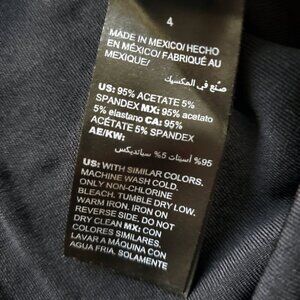 4
MADE IN MEXICO/ HECHO
EN MÉXICO/ FABRIQUÉ AU
MEXIQUE/
صنع في المكسيك
US: 95% ACETATE 5%
SPANDEX MX: 95% acetato
5% elastano CA: 95%
ACÉTATE 5% SPANDEX
AE/KW:
95% أسيتات 5% سبانديكس
US: WITH SIMILAR COLORS.
MACHINE WASH COLD.
ONLY NON-CHLORINE
BLEACH. TUMBLE DRY LOW.
WARM IRON. IRON ON
REVERSE SIDE. DO NOT
DRY CLEAN MX: CON
COLORES SIMILARES.
LAVAR A MÁQUINA CON
AGUA FRIA. SOLAMENTE